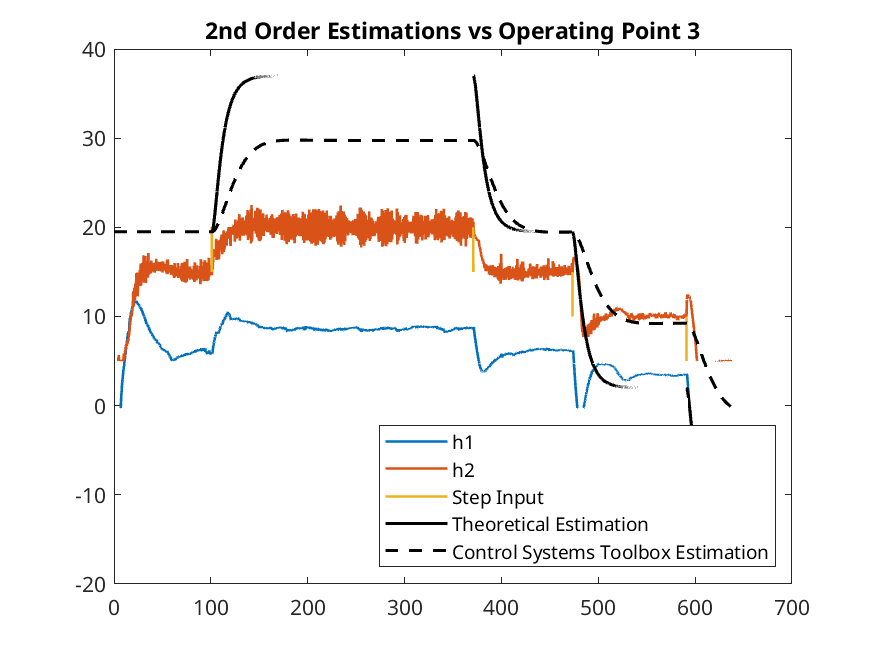 2nd Order Estimations vs Operating Point 3
40
30
20
10
0
-10
-20
0 100 200 300 400 500 600 700
h1
h2
Step Input
Theoretical Estimation
Control Systems Toolbox Estimation